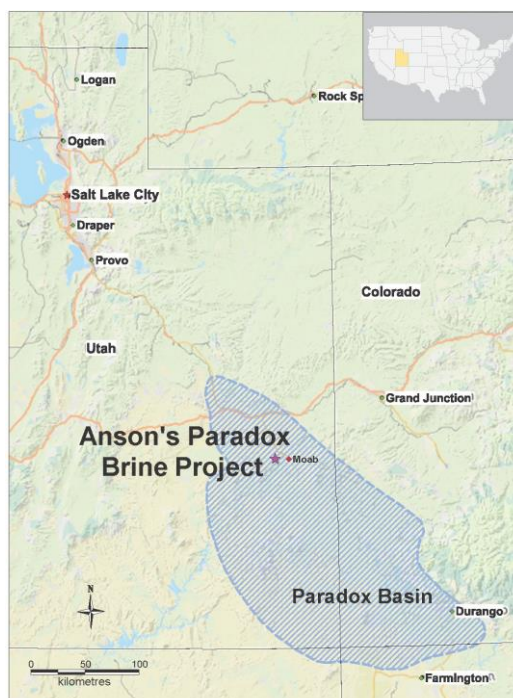 Logan
Rock Sp
Ogden
Salt Lake City
Draper
Provo
Colorado
Utah
Grand Junction
Anson's Paradox
Brine Project
Moab
Paradox Basin
Durango
N
Farmington
0 50 100
kilometres